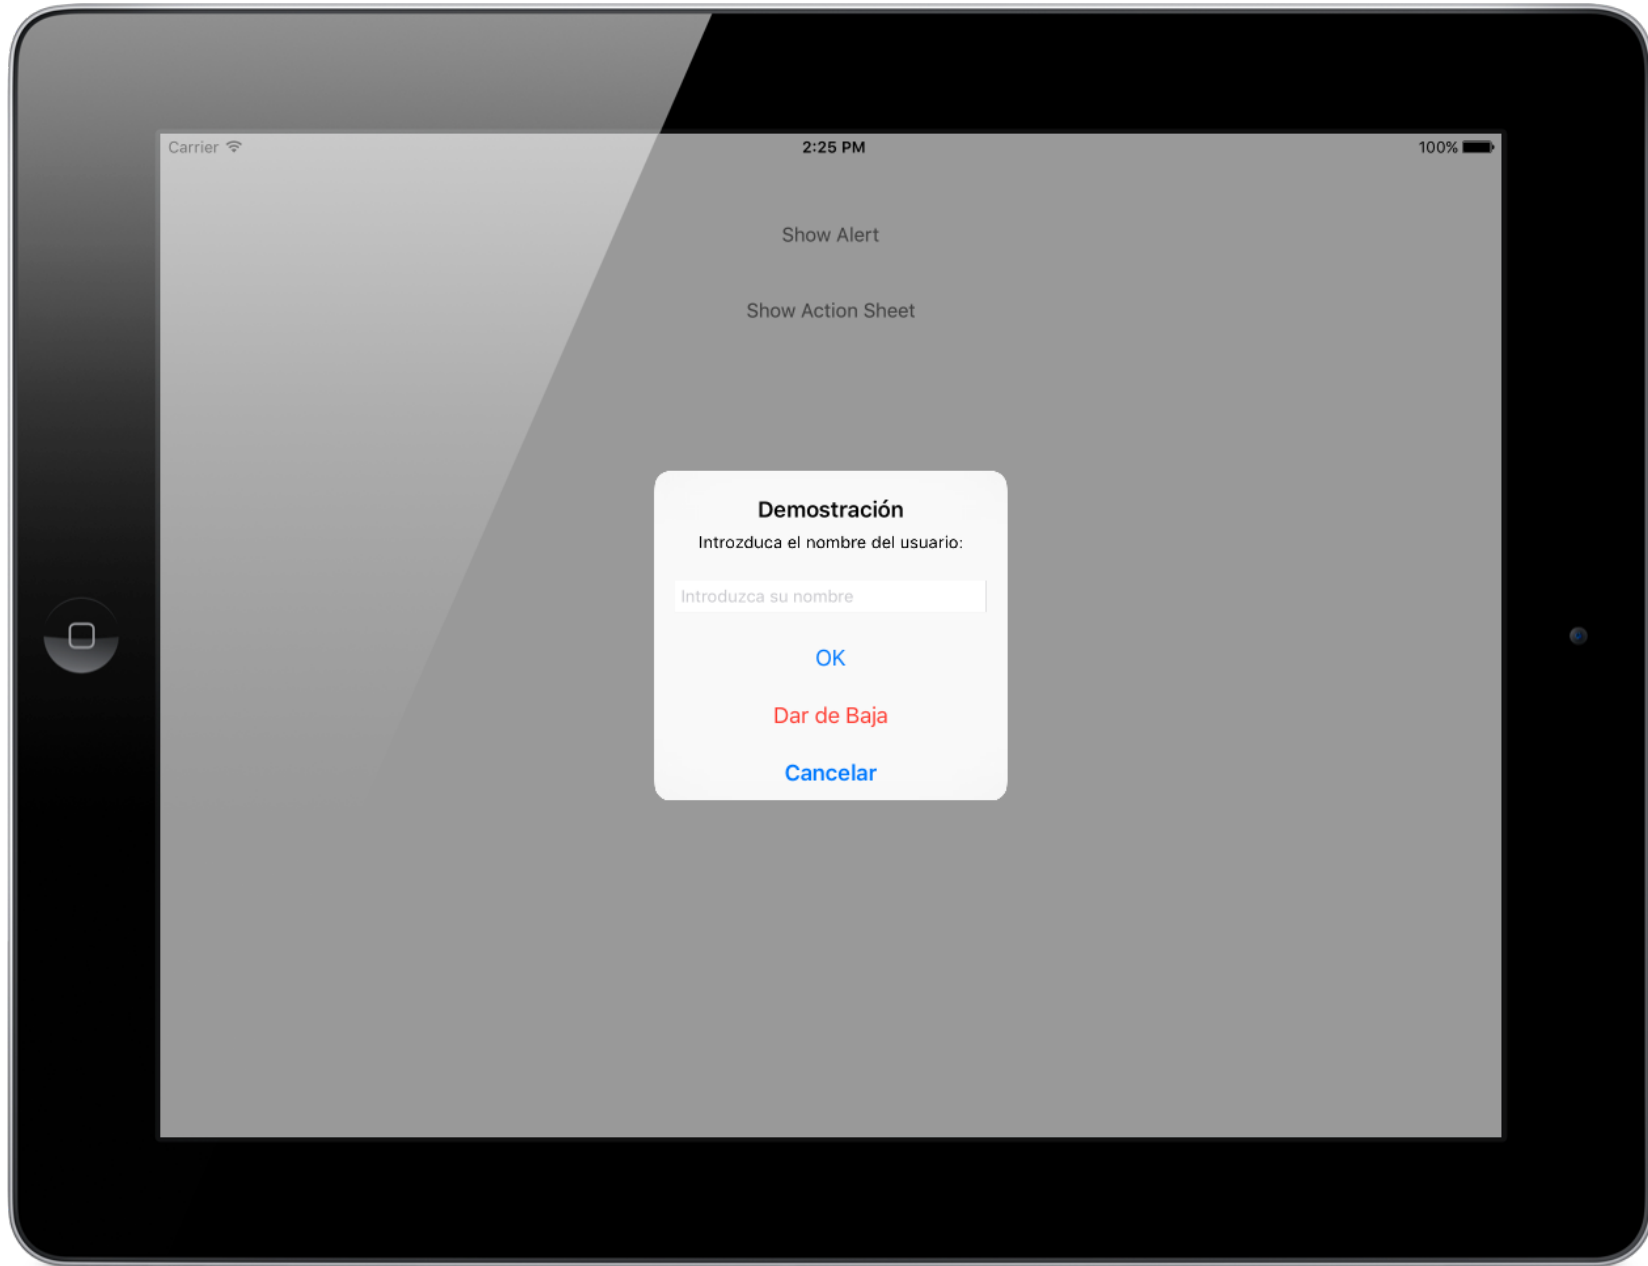 Carrier
2:25 PM
100%
Show Alert
Show Action Sheet
Demostración
Introzduca el nombre del usuario:
Introduzca su nombre
OK
Dar de Baja
Cancelar